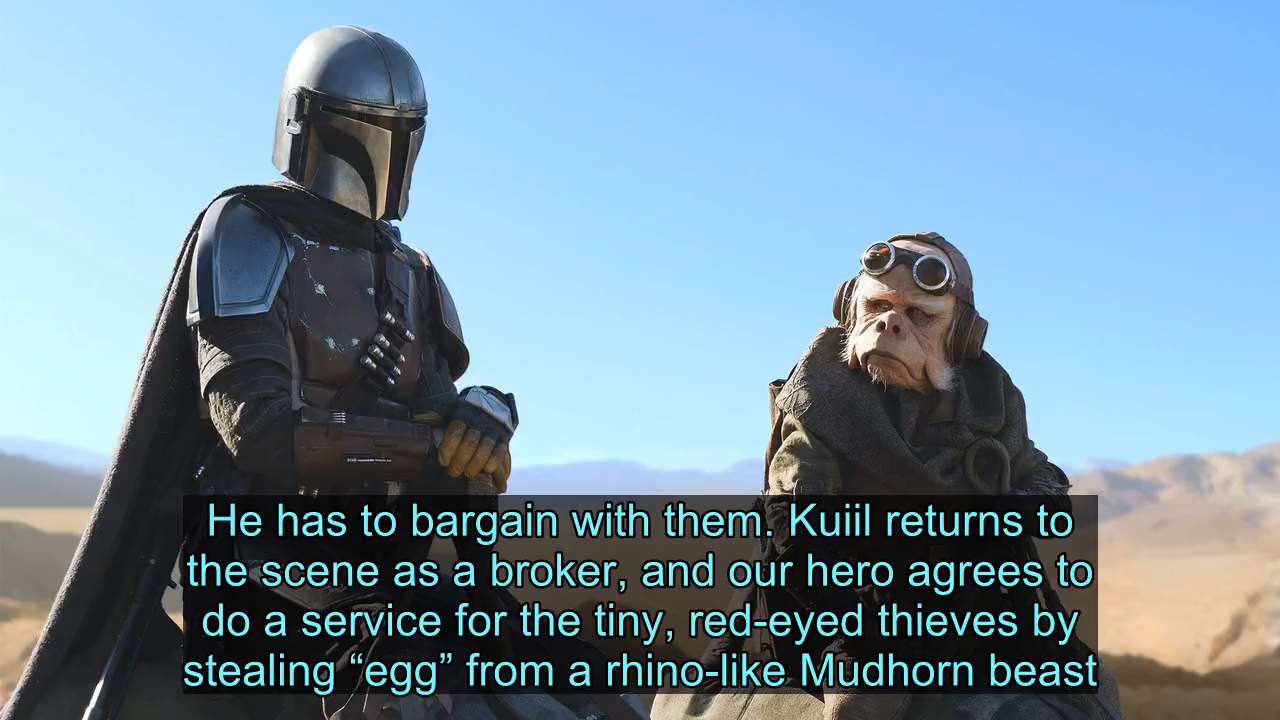 He has to bargain with them. Kuiil returns to
the scene as a broker, and our hero agrees to
do a service for the tiny, red-eyed thieves by
stealing “egg” from a rhino-like Mudhorn beast